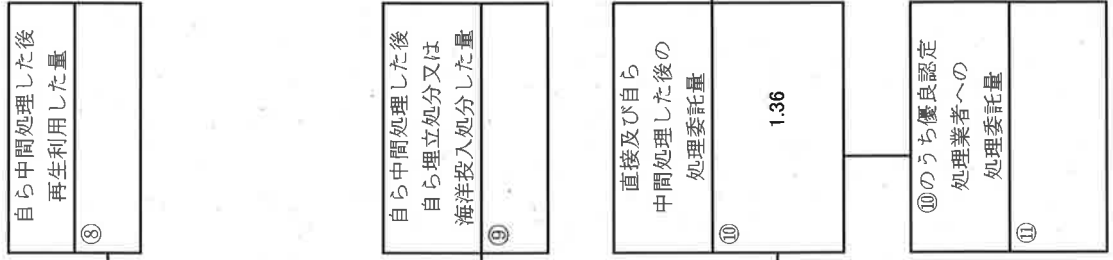 自ら中間処理した後
再生利用した量
⑧
自ら中間処理した後
自ら埋立処分又は
海洋投入処分した量
⑨
直接及び自ら
中間処理した後の
処理委託量
⑩
1.36
⑩のうち優良認定
処理業者への
処理委託量
⑪